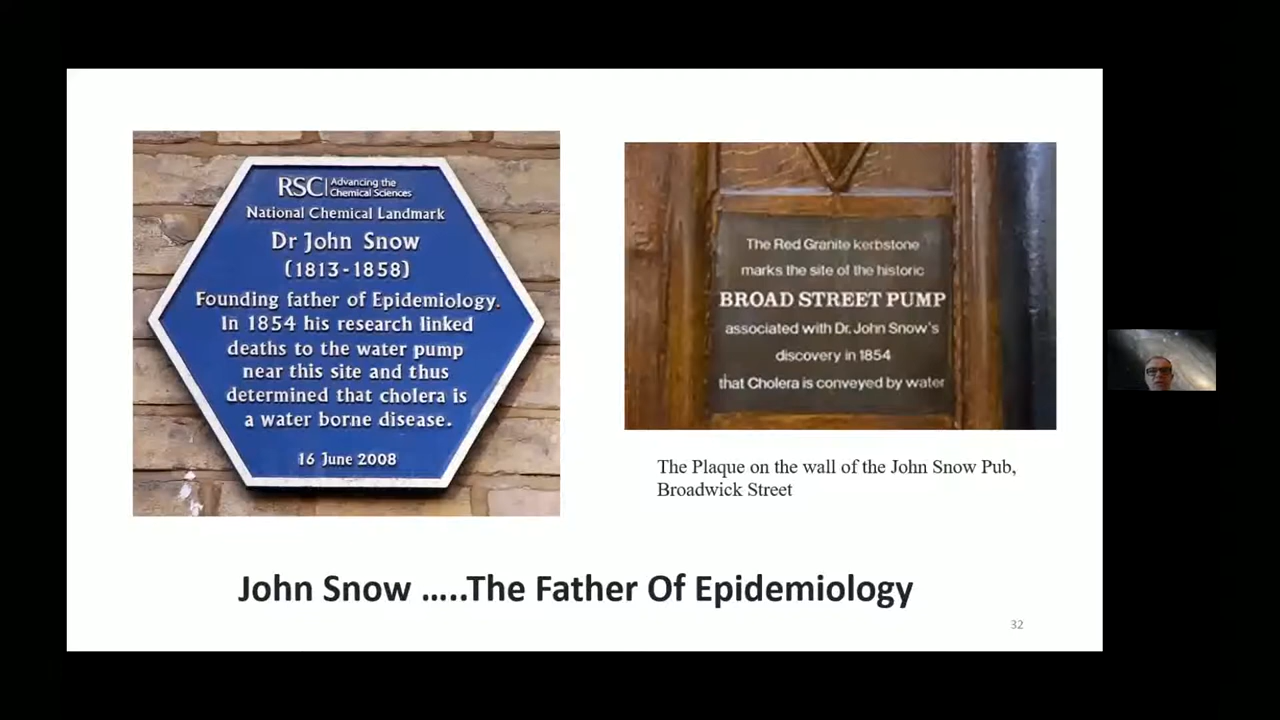 RSC | Advancing the
Chemical Sciences
National Chemical Landmark
Dr John Snow
(1813-1858)
Founding father of Epidemiology.
In 1854 his research linked
deaths to the water pump
near this site and thus
determined that cholera is
a water borne disease.
16 June 2008
The Red Granite kerbstone
marks the site of the historic
BROAD STREET PUMP
associated with Dr. John Snow's
discovery in 1854
that Cholera is conveyed by water
The Plaque on the wall of the John Snow Pub,
Broadwick Street
John Snow .....The Father Of Epidemiology
32